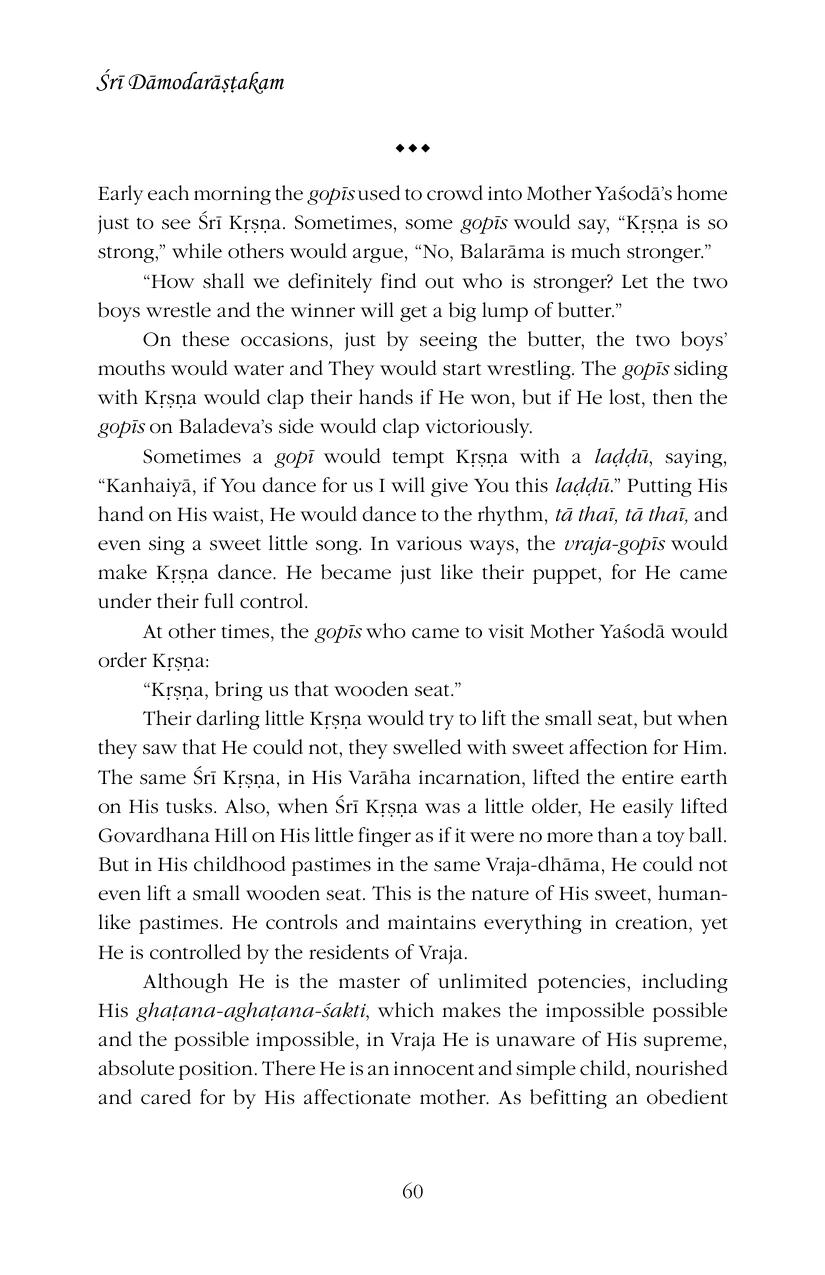 Śrī Dāmodarāṣṭakam
Early each morning the gopīs used to crowd into Mother Yaśodā’s home
just to see Śrī Kṛṣṇa. Sometimes, some gopīs would say, “Kṛṣṇa is so
strong,” while others would argue, “No, Balarāma is much stronger.”
“How shall we definitely find out who is stronger? Let the two
boys wrestle and the winner will get a big lump of butter.”
On these occasions, just by seeing the butter, the two boys’
mouths would water and They would start wrestling. The gopīs siding
with Kṛṣṇa would clap their hands if He won, but if He lost, then the
gopīs on Baladeva’s side would clap victoriously.
Sometimes a gopī would tempt Kṛṣṇa with a laḍḍū, saying,
“Kanhaiyā, if You dance for us I will give You this laḍḍū.” Putting His
hand on His waist, He would dance to the rhythm, tā thaī, tā thaī, and
even sing a sweet little song. In various ways, the vraja-gopīs would
make Kṛṣṇa dance. He became just like their puppet, for He came
under their full control.
At other times, the gopīs who came to visit Mother Yaśodā would
order Kṛṣṇa:
“Kṛṣṇa, bring us that wooden seat.”
Their darling little Kṛṣṇa would try to lift the small seat, but when
they saw that He could not, they swelled with sweet affection for Him.
The same Śrī Kṛṣṇa, in His Varāha incarnation, lifted the entire earth
on His tusks. Also, when Śrī Kṛṣṇa was a little older, He easily lifted
Govardhana Hill on His little finger as if it were no more than a toy ball.
But in His childhood pastimes in the same Vraja-dhāma, He could not
even lift a small wooden seat. This is the nature of His sweet, human-
like pastimes. He controls and maintains everything in creation, yet
He is controlled by the residents of Vraja.
Although He is the master of unlimited potencies, including
His ghaṭana-aghaṭana-śakti, which makes the impossible possible
and the possible impossible, in Vraja He is unaware of His supreme,
absolute position. There He is an innocent and simple child, nourished
and cared for by His affectionate mother. As befitting an obedient
60